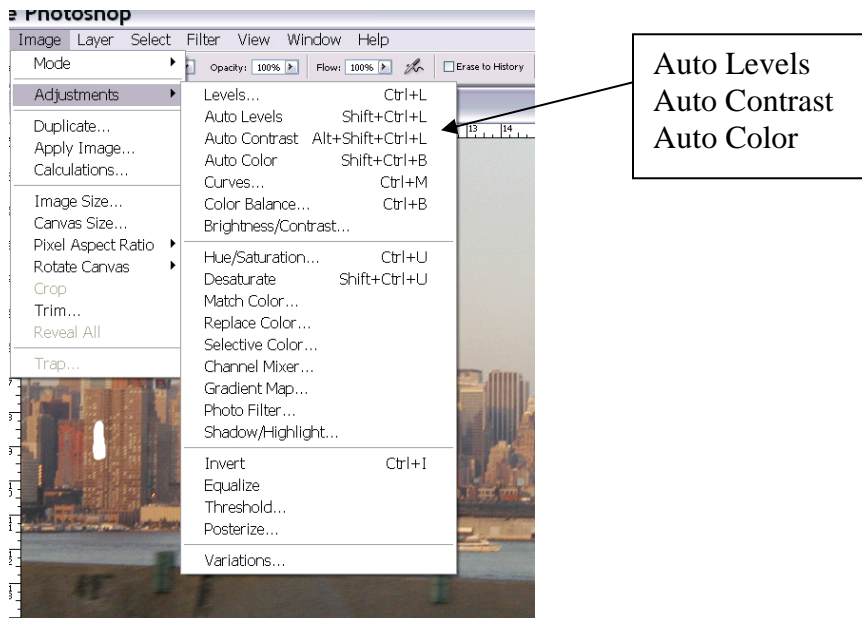 e Photoshop
Image Layer Select Filter View Window Help
Mode
Opacity: 100% Flow: 100% Erase to History
Adjustments
Duplicate...
Apply Image...
Calculations...
Image Size...
Canvas Size...
Pixel Aspect Ratio
Rotate Canvas
Crop
Trim...
Reveal All
Trap...
Levels... Ctrl+L
Auto Levels Shift+Ctrl+L
Auto Contrast Alt+Shift+Ctrl+L
Auto Color Shift+Ctrl+B
Curves... Ctrl+M
Color Balance... Ctrl+B
Brightness/Contrast...
Hue/Saturation... Ctrl+U
Desaturate Shift+Ctrl+U
Match Color...
Replace Color...
Selective Color...
Channel Mixer...
Gradient Map...
Photo Filter...
Shadow/Highlight...
Invert Ctrl+I
Equalize
Threshold...
Posterize...
Variations...
13 14
Auto Levels
Auto Contrast
Auto Color